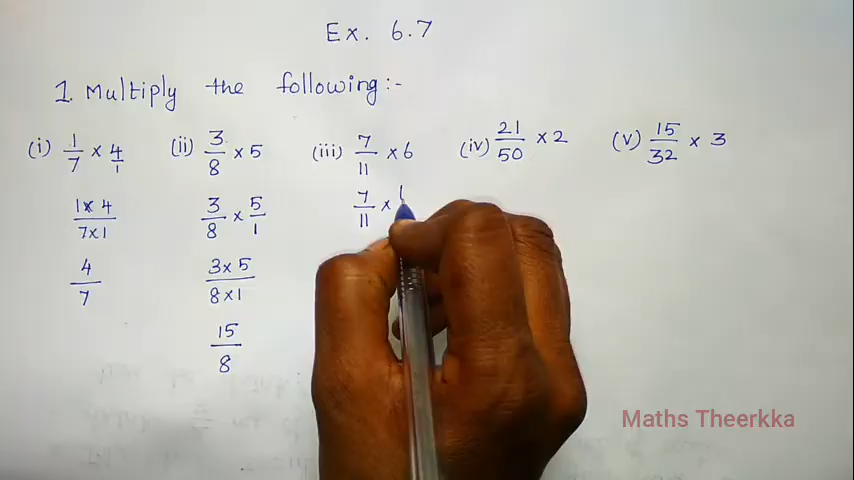 Ex. 6.7
1. Multiply the following:-
(i) 1/7 × 4/1 (ii) 3/8 × 5 (iii) 7/11 × 6 (iv) 21/50 × 2 (v) 15/32 × 3
1×4/7×1 3/8 × 5/1 7/11 ×
4/7 3×5/8×1
15/8
Maths Theerkka